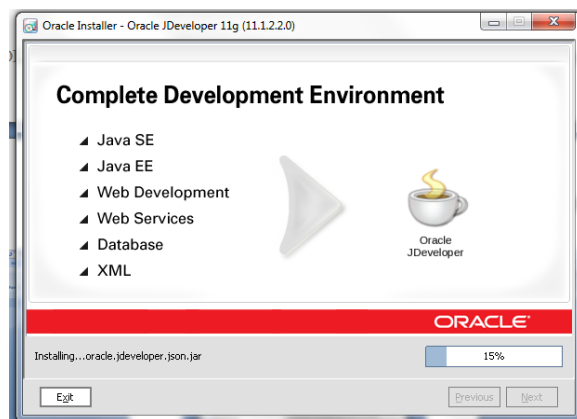 Oracle Installer - Oracle JDeveloper 11g (11.1.2.2.0)
Complete Development Environment
Java SE
Java EE
Web Development
Web Services
Database
XML
Oracle
JDeveloper
ORACLE
Installing...oracle.jdeveloper.json.jar
15%
Exit
Previous
Next